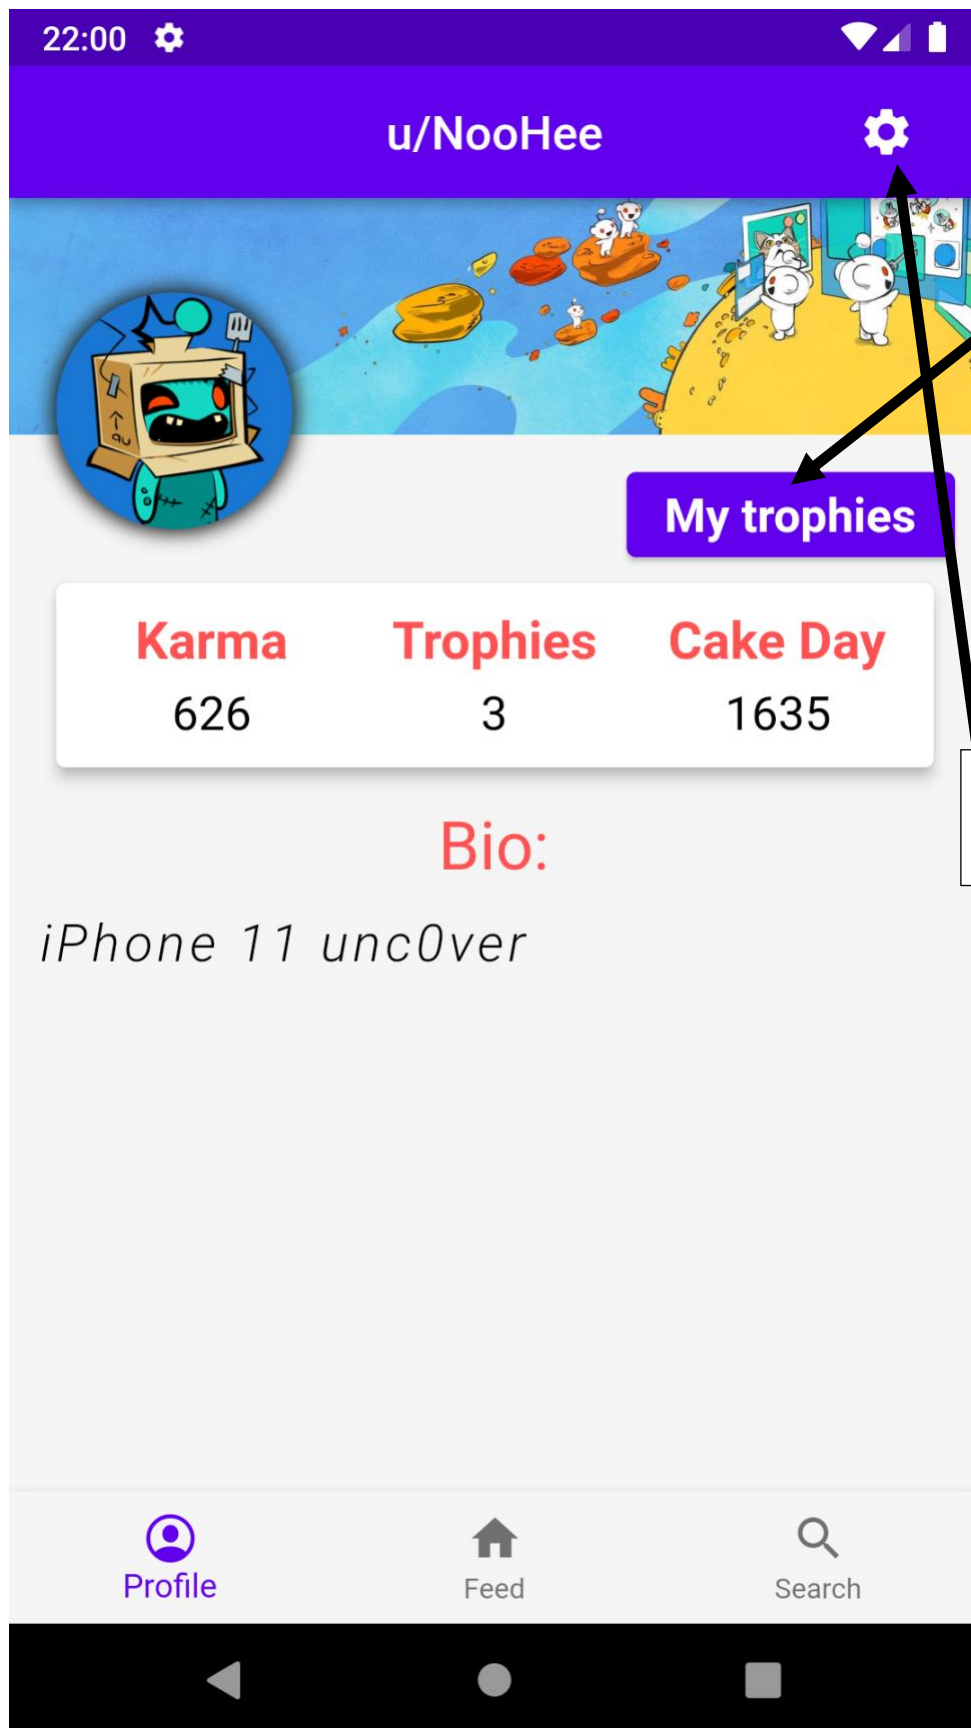 22:00
u/NooHee
My trophies
Karma Trophies Cake Day
626 3 1635
Bio:
iPhone 11 unc0ver
Profile Feed Search